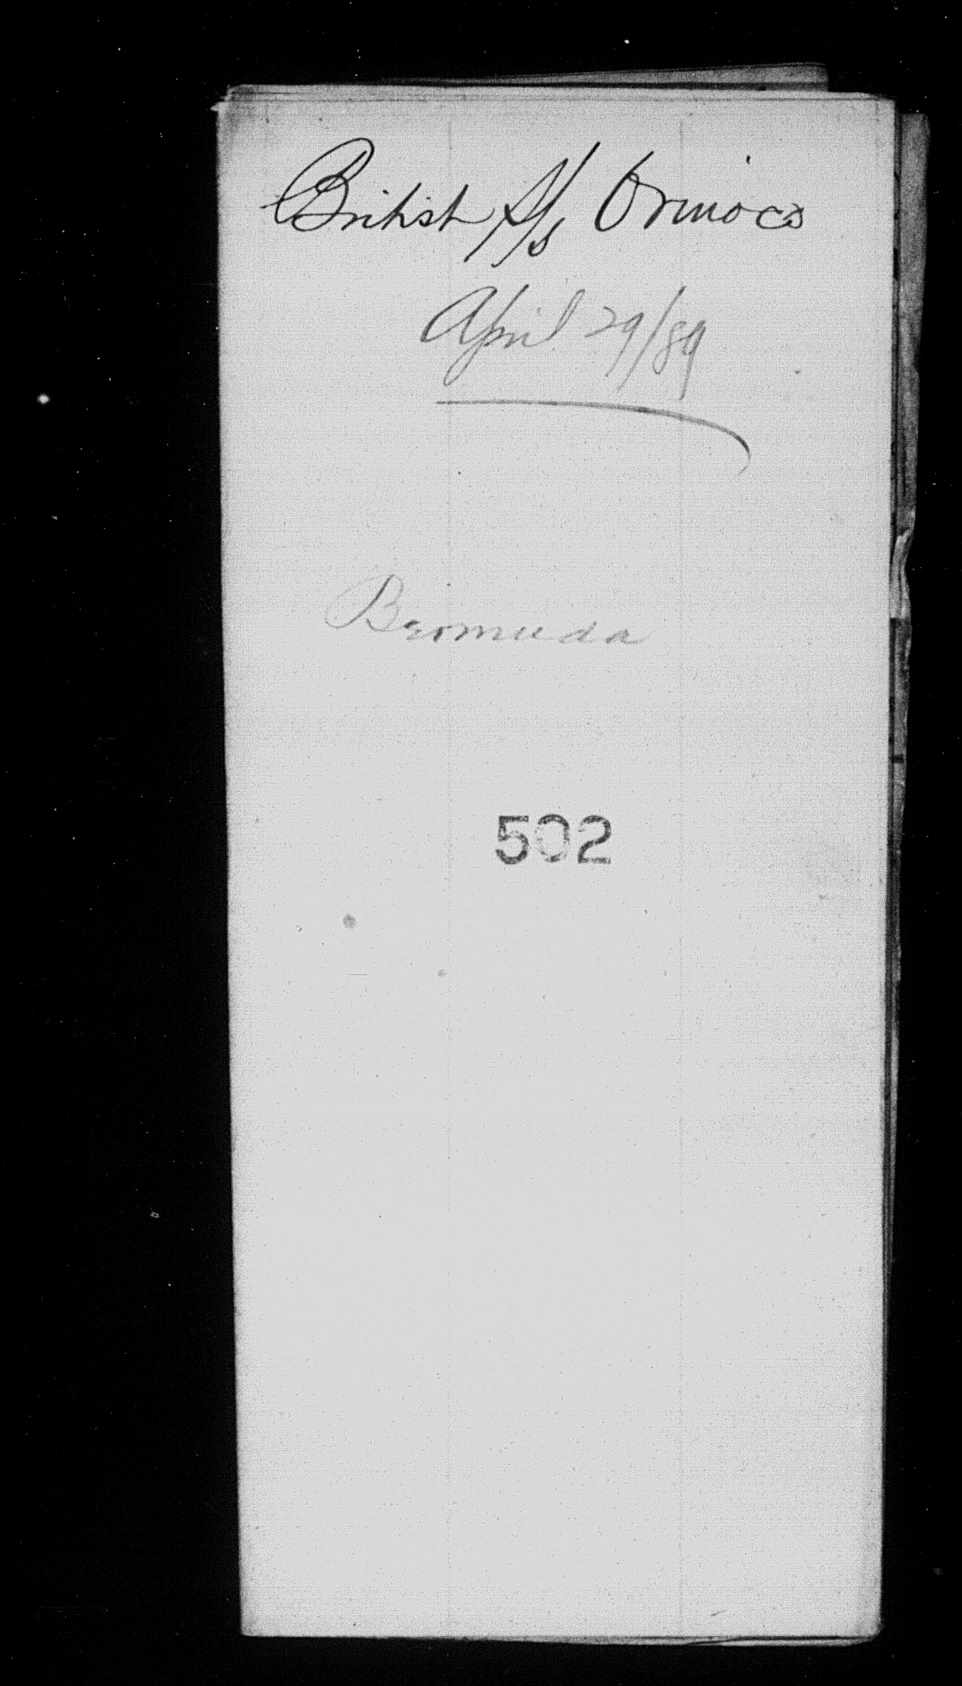 British S/s Orinoco
April 29/89
Bermuda
502